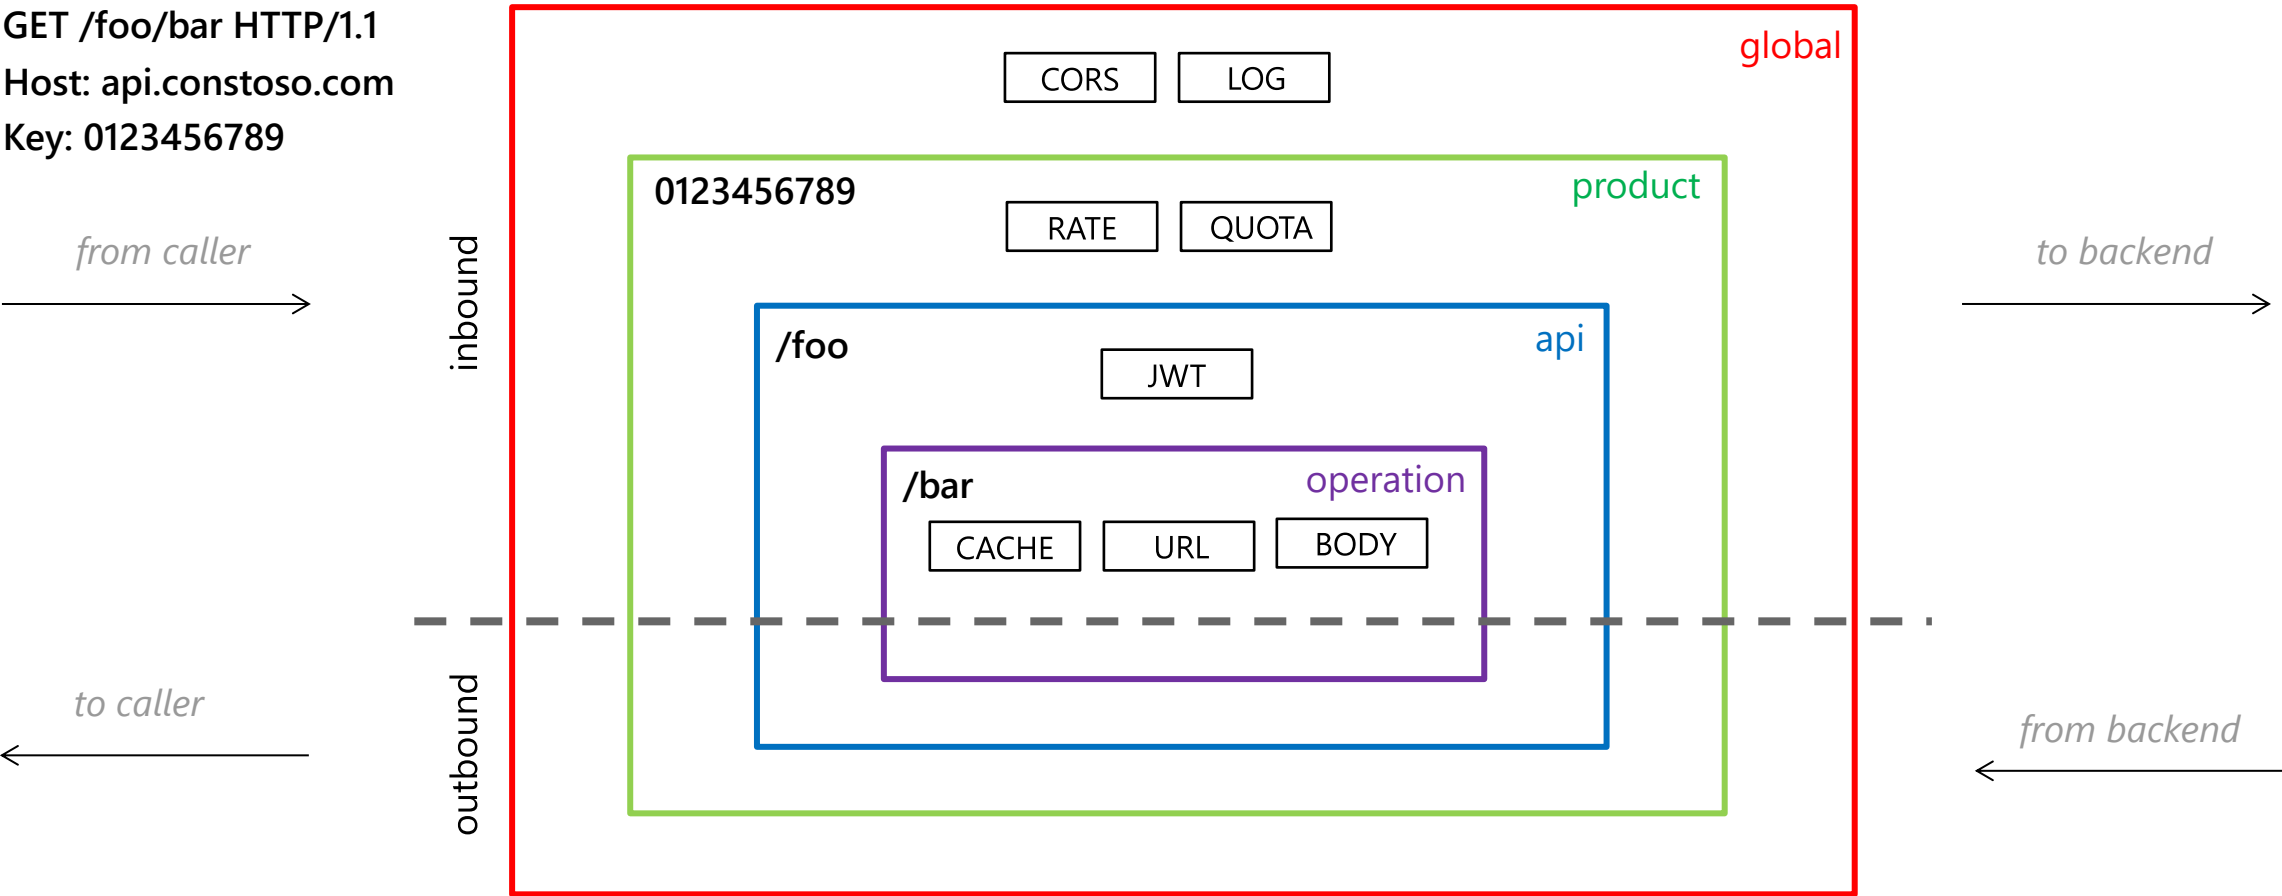 GET /foo/bar HTTP/1.1
Host: api.constoso.com
Key: 0123456789
global
CORS LOG
0123456789 product
RATE QUOTA
from caller
inbound
to backend
/foo api
JWT
/bar operation
CACHE URL BODY
to caller
outbound
from backend